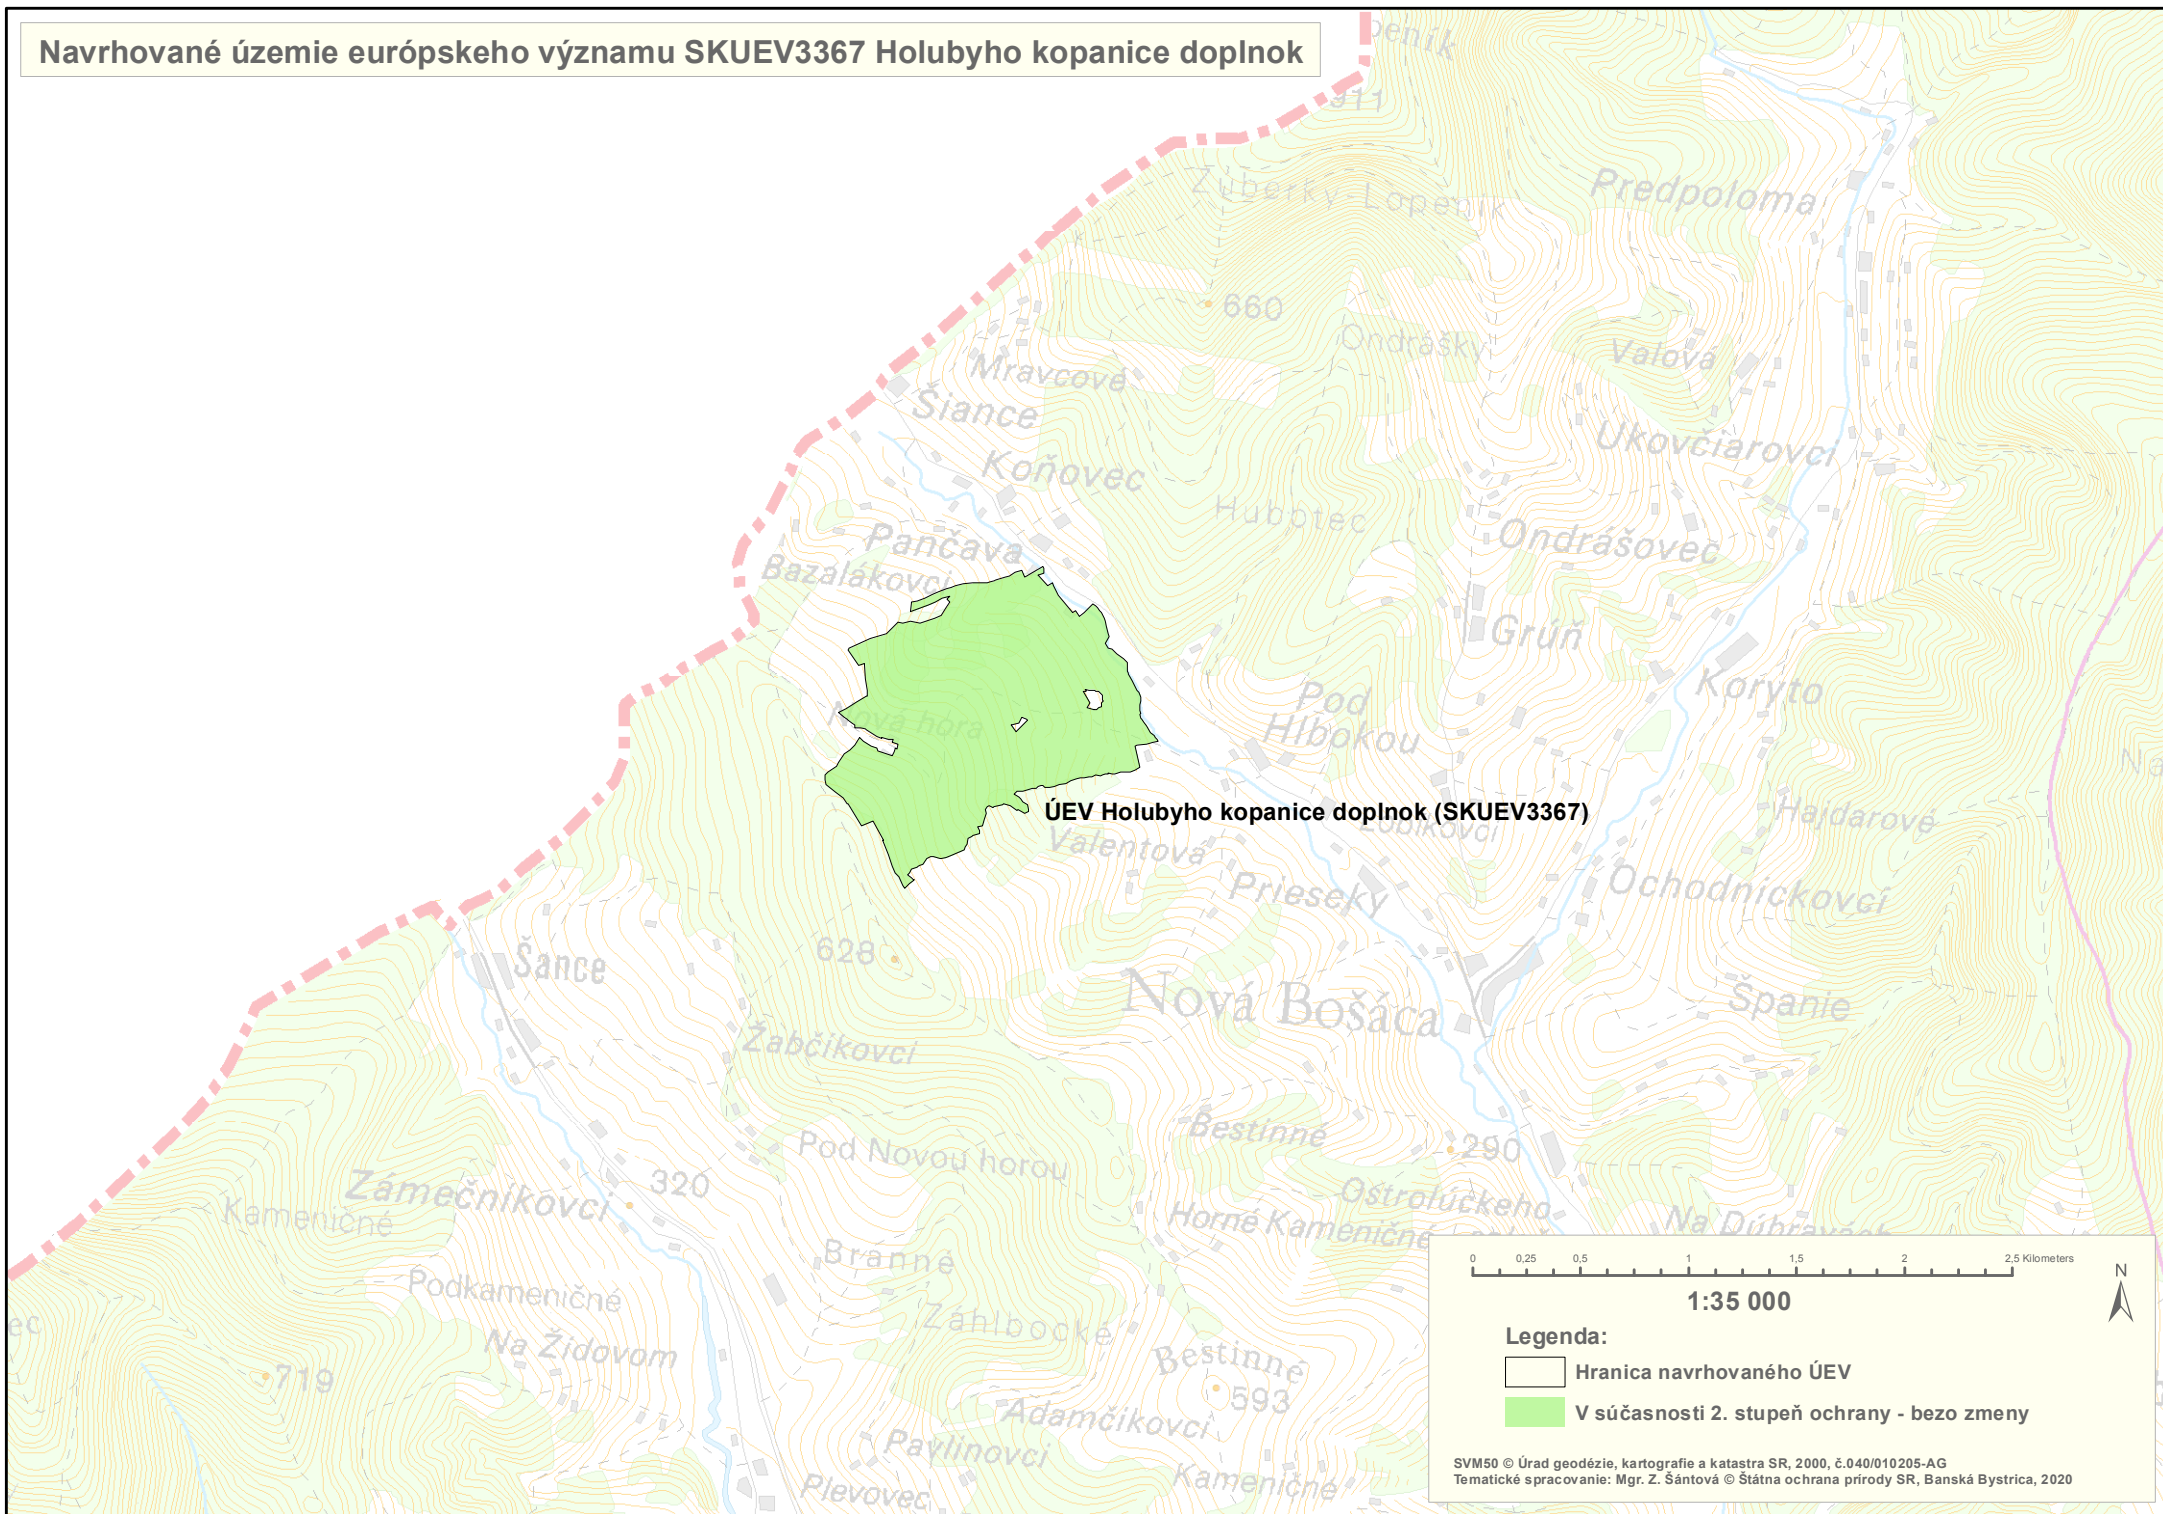 Navrhované územie európskeho významu SKUEV3367 Holubyho kopanice doplnok
911
Zúberky-Lopeník
Predpoloma
660
Ondrášky
Valová
Mravcové
Šiance
Ukovčiarovci
Koňovec
Hubotec
Pančava
Ondrášovec
Bazalákovci
Grúň
Koryto
Pod
Hlbokou
Nová hora
ÚEV Holubyho kopanice doplnok (SKUEV3367)
Hajdarové
Valentova
Prieseky
Ochodníckovci
628
Šance
Nová Bošáca
Španie
Žabčíkovci
Bestinné
290
Pod Novou horou
320
Zámečníkovci
Kameničné
Ostrolúckeho
Horné Kameničné
Na Dúbravách
Branné
Podkameničné
Záhlbocké
Na Židovom
Bestinné
719
593
Adamčíkovci
Pavlinovci
Kameničné
Plevovec
0 0,25 0,5 1 1,5 2 2,5 Kilometers
N
1:35 000
Legenda:
Hranica navrhovaného ÚEV
V súčasnosti 2. stupeň ochrany - bezo zmeny
SVM50 © Úrad geodézie, kartografie a katastra SR, 2000, č.040/010205-AG
Tematické spracovanie: Mgr. Z. Šántová © Štátna ochrana prírody SR, Banská Bystrica, 2020